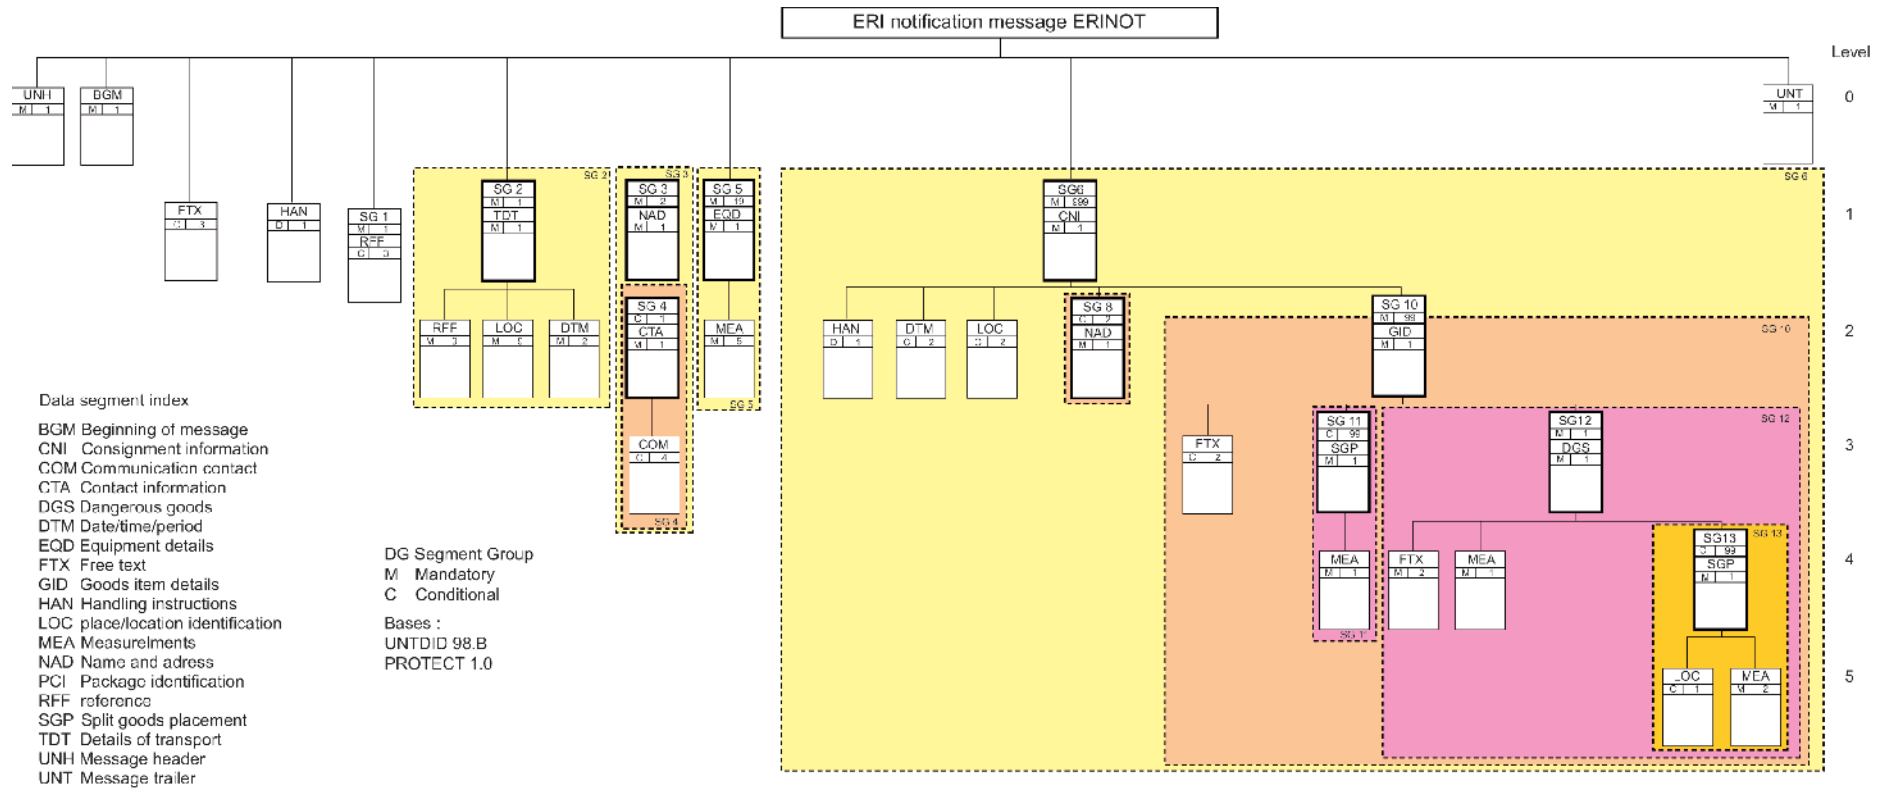 ERI notification message ERINOT
Level
UNH
M 1
BGM
M 1
UNT
M 1
0
SG 2
SG 3
SG 6
FTX
C 3
HAN
D 1
SG 1
M 1
RFF
C 3
SG 2
M 1
TDT
M 1
SG 3
M 2
NAD
M 1
SG 5
M 19
EQD
M 1
SG6
M 999
CNI
M 1
1
RFF
M 3
LOC
M
DTM
M 2
SG 4
C 1
CTA
M 1
MEA
M 5
HAN
D 1
DTM
C 2
LOC
C 2
SG 8
C 2
NAD
M 1
SG 10
M 99
GID
M 1
SG 10
2
SG 5
COM
C 4
SG 4
FTX
C 2
SG 11
C 99
SGP
M 1
SG12
M 1
DGS
M 1
SG 12
3
MEA
M 1
SG 11
FTX
M 2
MEA
M 1
SG13
C 99
SGP
M 1
SG 13
4
LOC
C 1
MEA
M 2
5
Data segment index
BGM Beginning of message
CNI Consignment information
COM Communication contact
CTA Contact information
DGS Dangerous goods
DTM Date/time/period
EQD Equipment details
FTX Free text
GID Goods item details
HAN Handling instructions
LOC place/location identification
MEA Measurelments
NAD Name and adress
PCI Package identification
RFF reference
SGP Split goods placement
TDT Details of transport
UNH Message header
UNT Message trailer
DG Segment Group
M Mandatory
C Conditional
Bases :
UNTDID 98.B
PROTECT 1.0